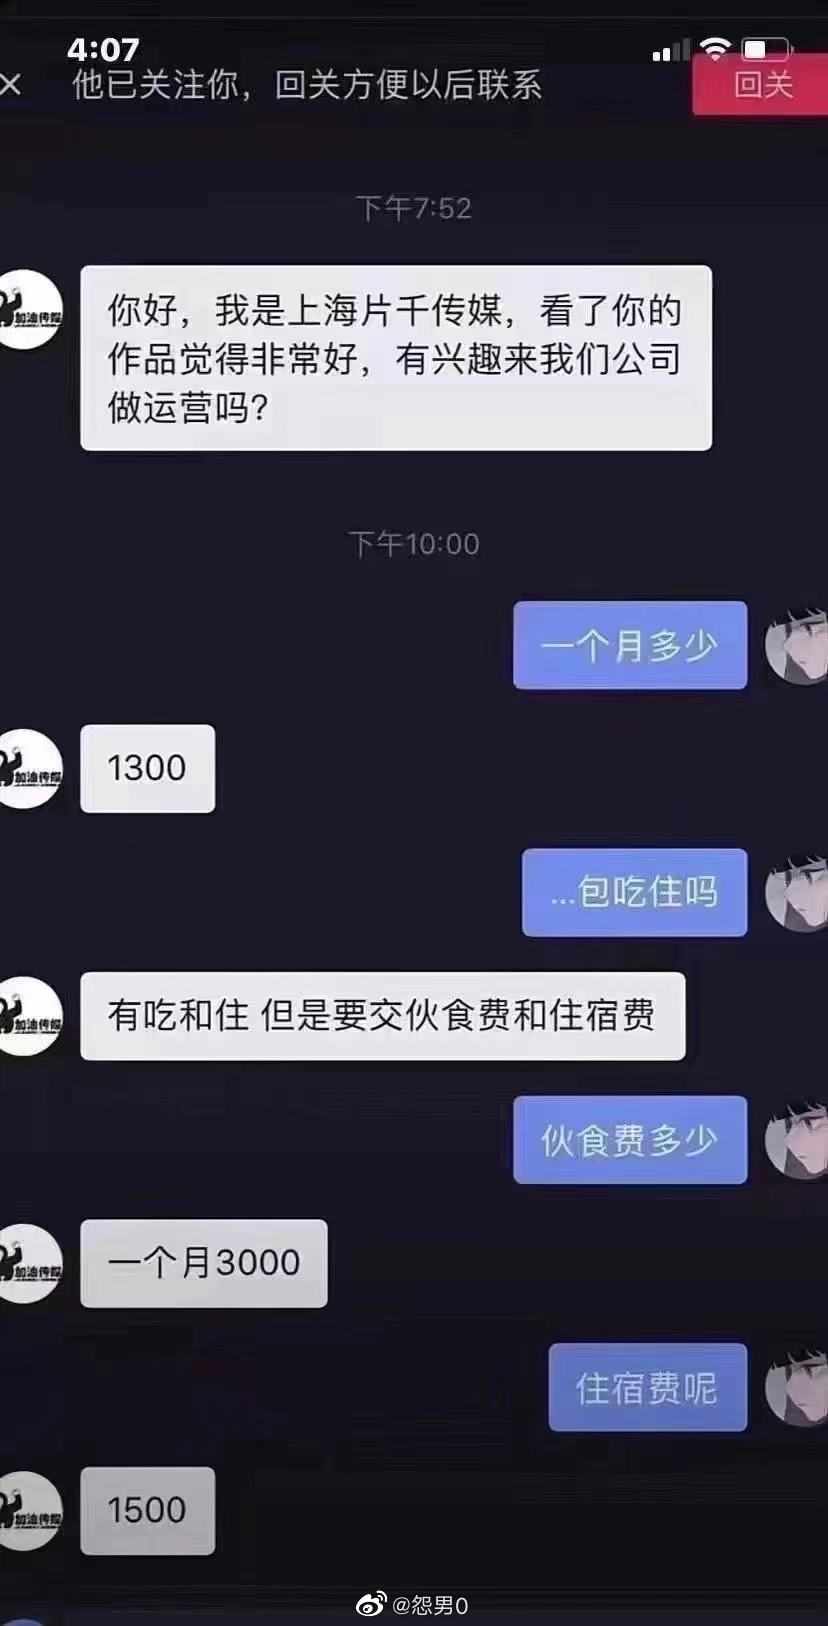 4:07
他已关注你，回关方便以后联系
回关
下午7:52
加油传媒
你好，我是上海片千传媒，看了你的
作品觉得非常好，有兴趣来我们公司
做运营吗？
下午10:00
一个月多少
加油传媒
1300
...包吃住吗
加油传媒
有吃和住 但是要交伙食费和住宿费
伙食费多少
加油传媒
一个月3000
住宿费呢
加油传媒
1500
@怨男0